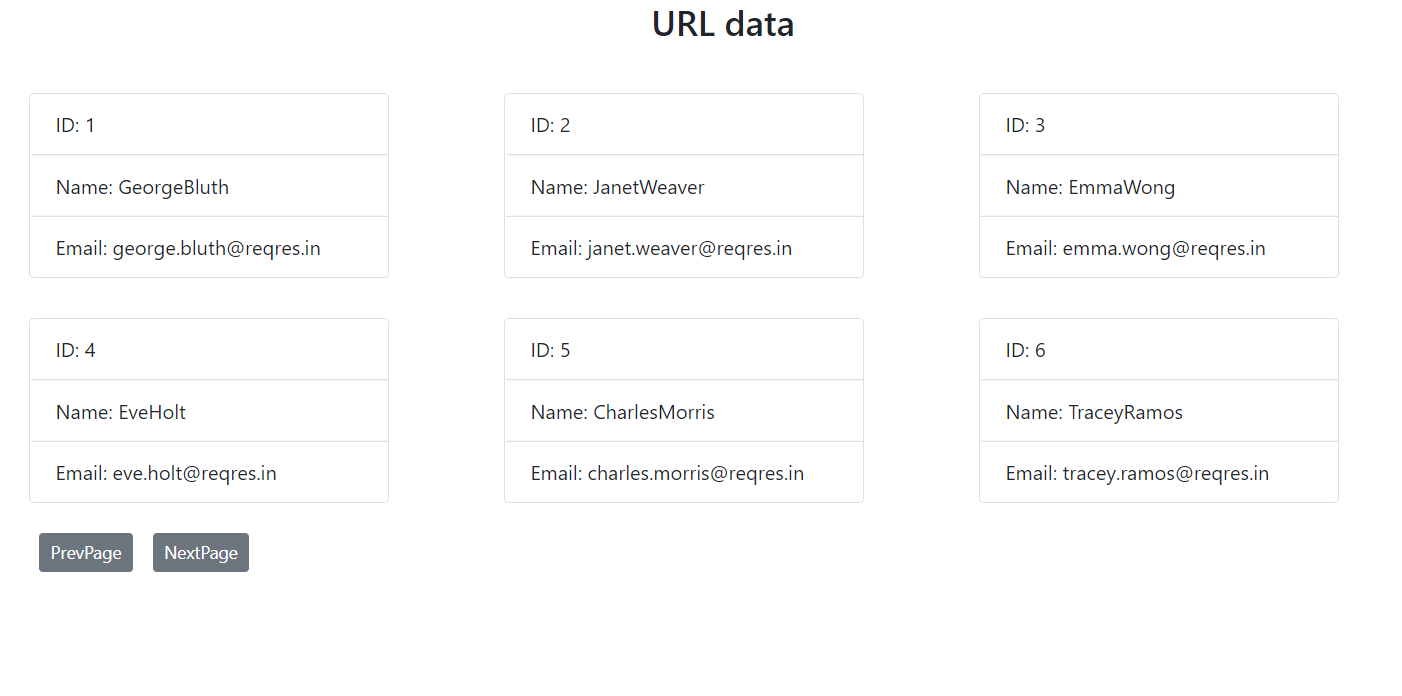 URL data
ID: 1
Name: GeorgeBluth
Email: george.bluth@reqres.in
ID: 2
Name: JanetWeaver
Email: janet.weaver@reqres.in
ID: 3
Name: EmmaWong
Email: emma.wong@reqres.in
ID: 4
Name: EveHolt
Email: eve.holt@reqres.in
ID: 5
Name: CharlesMorris
Email: charles.morris@reqres.in
ID: 6
Name: TraceyRamos
Email: tracey.ramos@reqres.in
PrevPage
NextPage